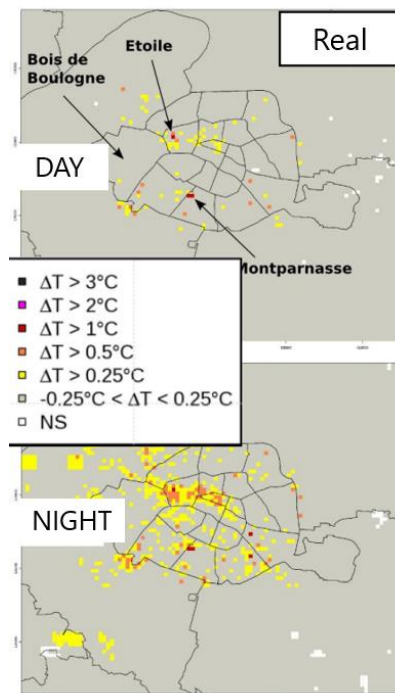 Real
Etoile
Bois de
Boulogne
DAY
Montparnasse
ΔT > 3°C
ΔT > 2°C
ΔT > 1°C
ΔT > 0.5°C
ΔT > 0.25°C
-0.25°C < ΔT < 0.25°C
NS
NIGHT